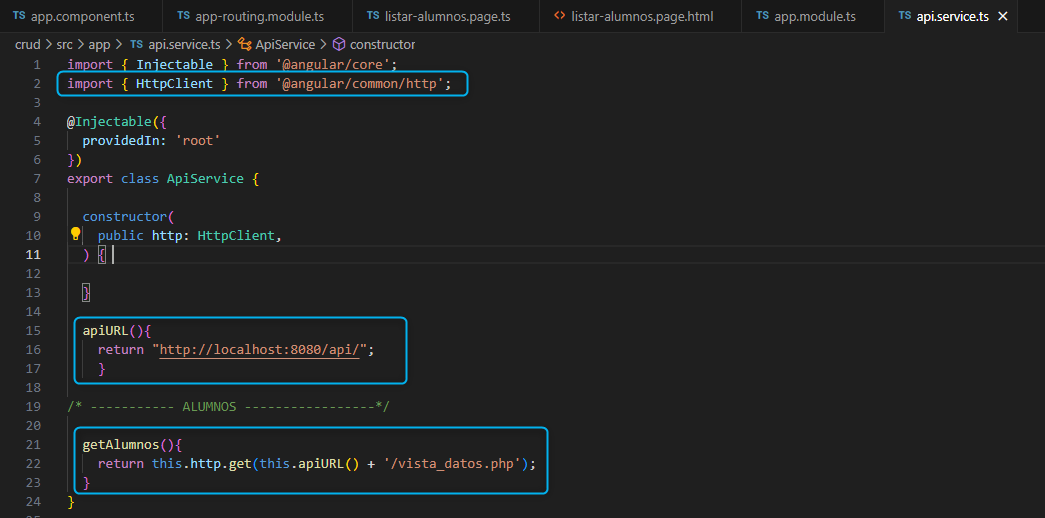 TS app.component.ts TS app-routing.module.ts TS listar-alumnos.page.ts <> listar-alumnos.page.html TS app.module.ts TS api.service.ts ×
crud > src > app > TS api.service.ts > ApiService > constructor
1 import { Injectable } from '@angular/core';
2 import { HttpClient } from '@angular/common/http';
3
4 @Injectable({
5   providedIn: 'root'
6 })
7 export class ApiService {
8
9   constructor(
10     public http: HttpClient,
11   ) {
12
13   }
14
15   apiURL(){
16     return "http://localhost:8080/api/";
17     }
18
19 /* ----------- ALUMNOS -----------------*/
20
21   getAlumnos(){
22     return this.http.get(this.apiURL() + '/vista_datos.php');
23   }
24 }
25